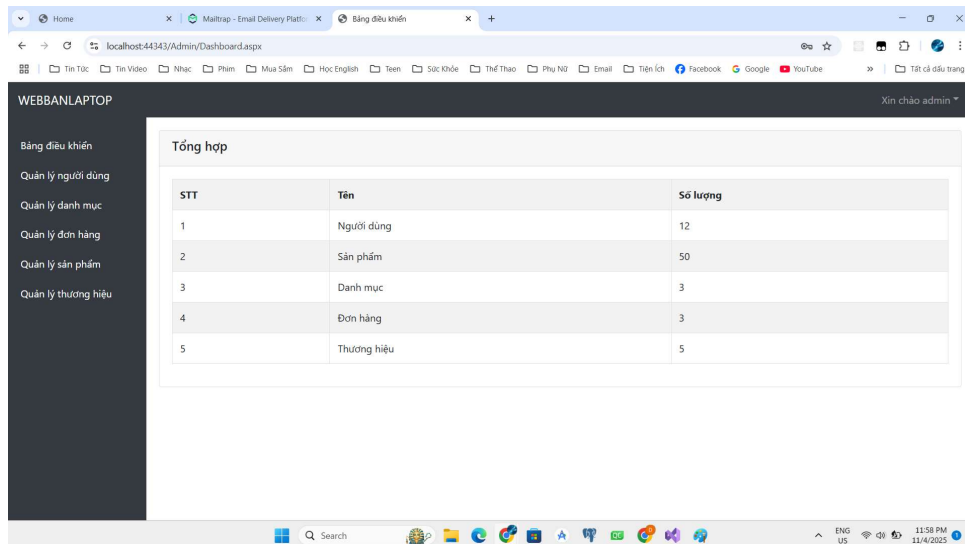 Home
Mailtrap - Email Delivery Platfor
Bảng điều khiển
localhost:44343/Admin/Dashboard.aspx
Tin Tức Tin Video Nhạc Phim Mua Sắm Học English Teen Sức Khỏe Thể Thao Phụ Nữ Email Tiện Ích Facebook Google YouTube Tất cả dấu trang
WEBBANLAPTOP
Xin chào admin
Bảng điều khiển
Quản lý người dùng
Quản lý danh mục
Quản lý đơn hàng
Quản lý sản phẩm
Quản lý thương hiệu
Tổng hợp
STT Tên Số lượng
1 Người dùng 12
2 Sản phẩm 50
3 Danh mục 3
4 Đơn hàng 3
5 Thương hiệu 5
Search
ENG
US
11:58 PM
11/4/2025